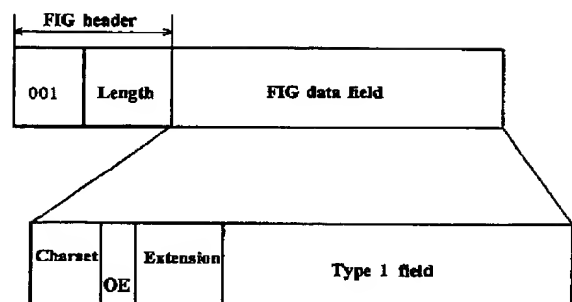 FIG header
001 Length FIG data field
Charset OE Extension Type 1 field